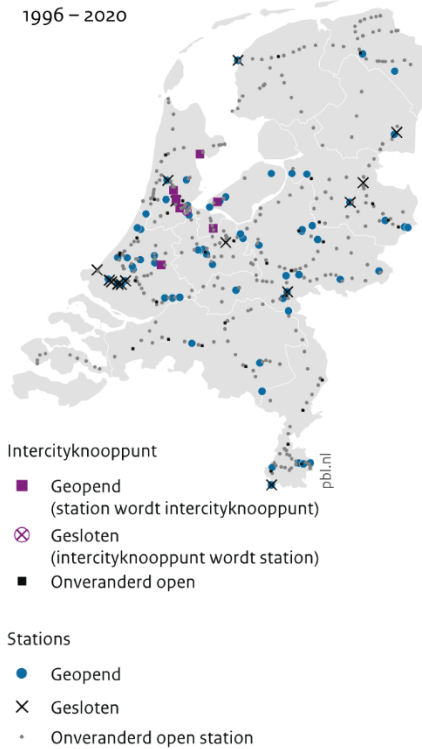 1996 – 2020
pbl.nl
Intercityknooppunt
Geopend
(station wordt intercityknooppunt)
Gesloten
(intercityknooppunt wordt station)
Onveranderd open
Stations
Geopend
Gesloten
Onveranderd open station